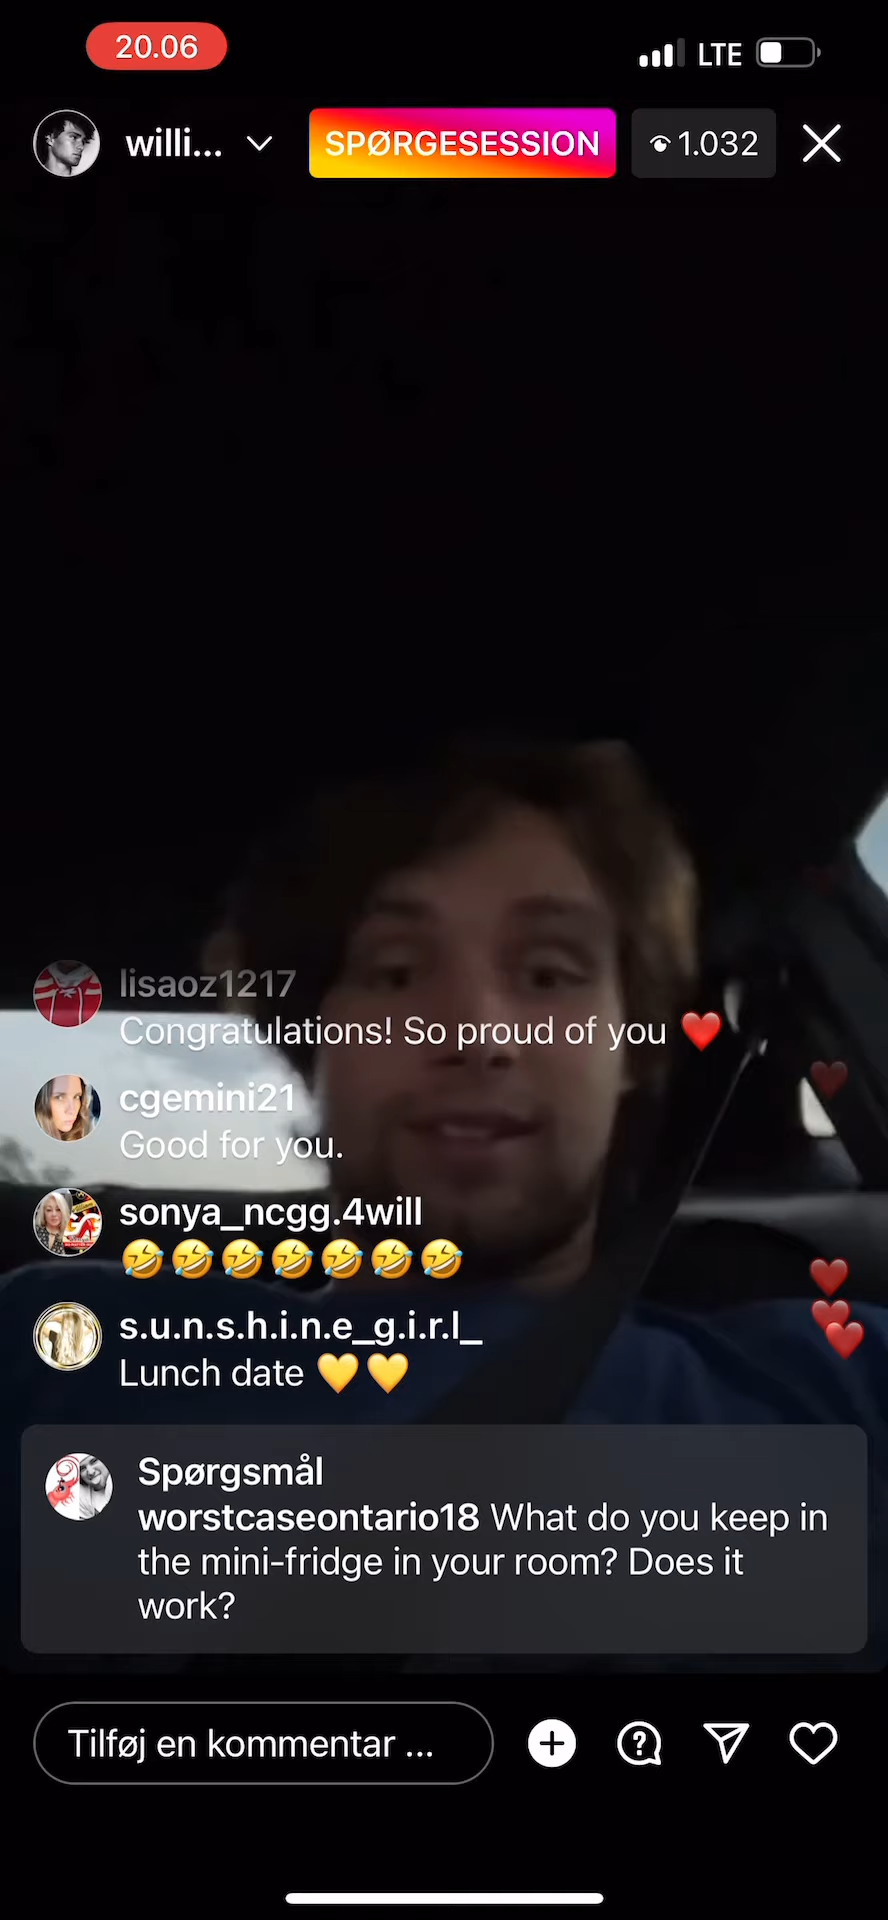 20.06
LTE
willi...
SPØRGESESSION
1.032
lisaoz1217
Congratulations! So proud of you ❤️
cgemini21
Good for you.
sonya_ncgg.4will
🤣🤣🤣🤣🤣🤣🤣
s.u.n.s.h.i.n.e_g.i.r.l_
Lunch date 💛💛
Spørgsmål
worstcaseontario18 What do you keep in
the mini-fridge in your room? Does it
work?
Tilføj en kommentar ...